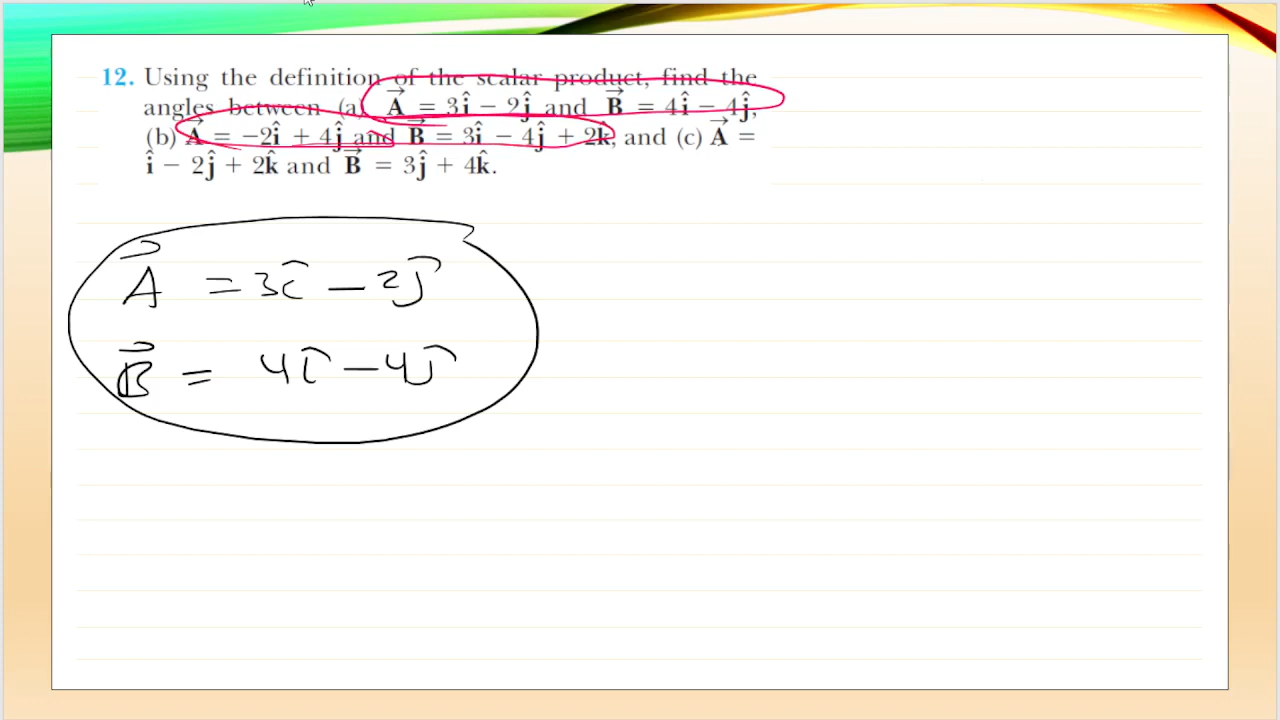 12. Using the definition of the scalar product, find the
angles between (a) A⃗ = 3î − 2ĵ and B⃗ = 4î − 4ĵ,
(b) A⃗ = −2î + 4ĵ and B⃗ = 3î − 4ĵ + 2k̂, and (c) A⃗ =
î − 2ĵ + 2k̂ and B⃗ = 3ĵ + 4k̂.
A⃗ = 3î − 2ĵ
B⃗ = 4î − 4ĵ